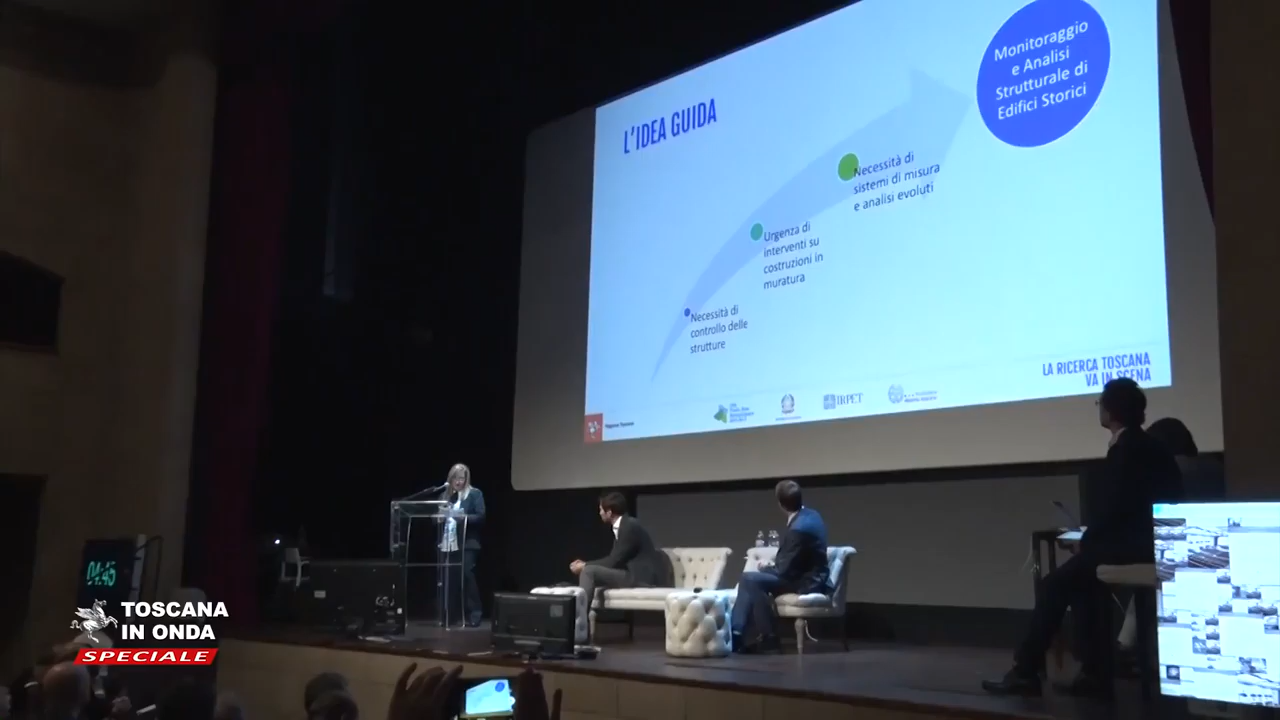 L'IDEA GUIDA
Monitoraggio
e Analisi
Strutturale di
Edifici Storici
Necessità di
sistemi di misura
e analisi evoluti
Urgenza di
interventi su
costruzioni in
muratura
Necessità di
controllo delle
strutture
LA RICERCA TOSCANA
VA IN SCENA
IRPET
Regione Toscana
04:45
TOSCANA
IN ONDA
SPECIALE